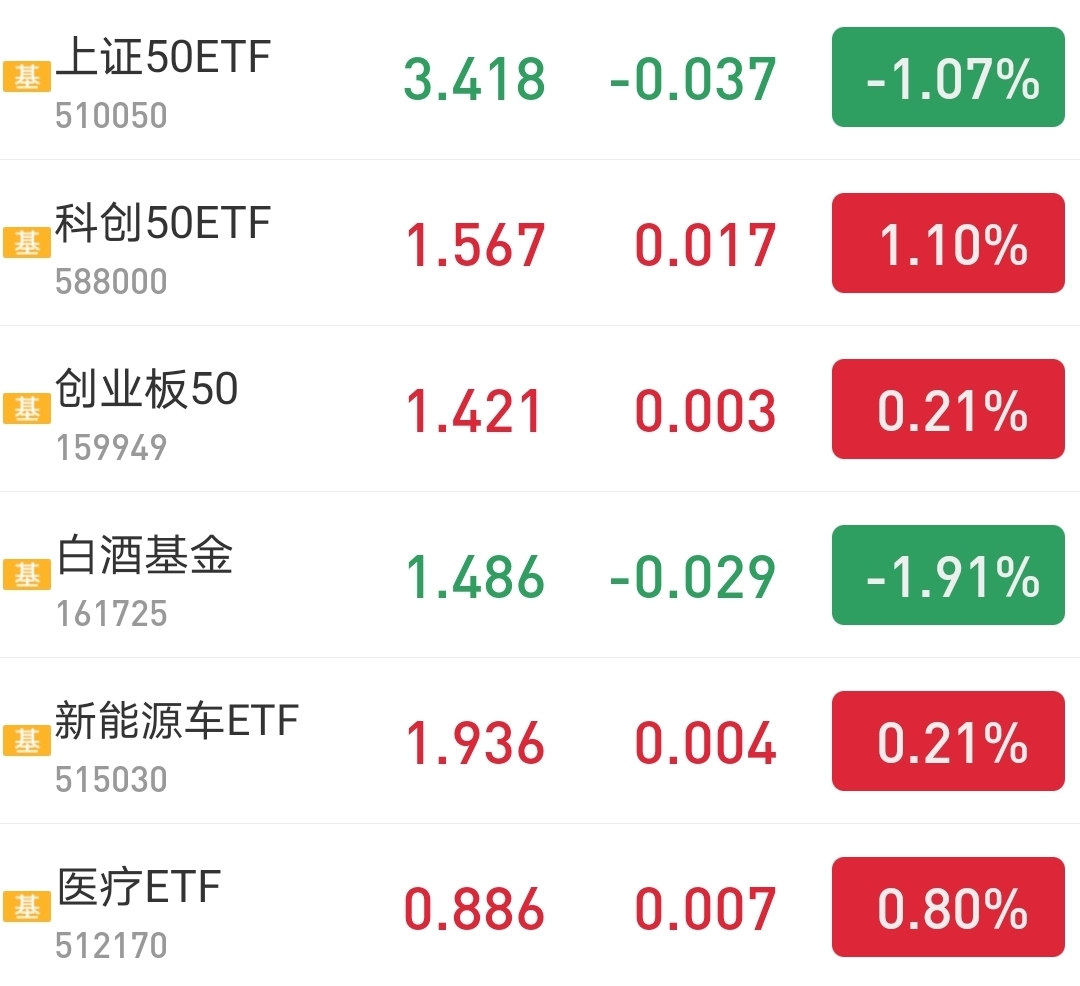 上证50ETF
基 3.418 -0.037 -1.07%
510050
科创50ETF
基 1.567 0.017 1.10%
588000
创业板50
基 1.421 0.003 0.21%
159949
白酒基金
基 1.486 -0.029 -1.91%
161725
新能源车ETF
基 1.936 0.004 0.21%
515030
医疗ETF
基 0.886 0.007 0.80%
512170